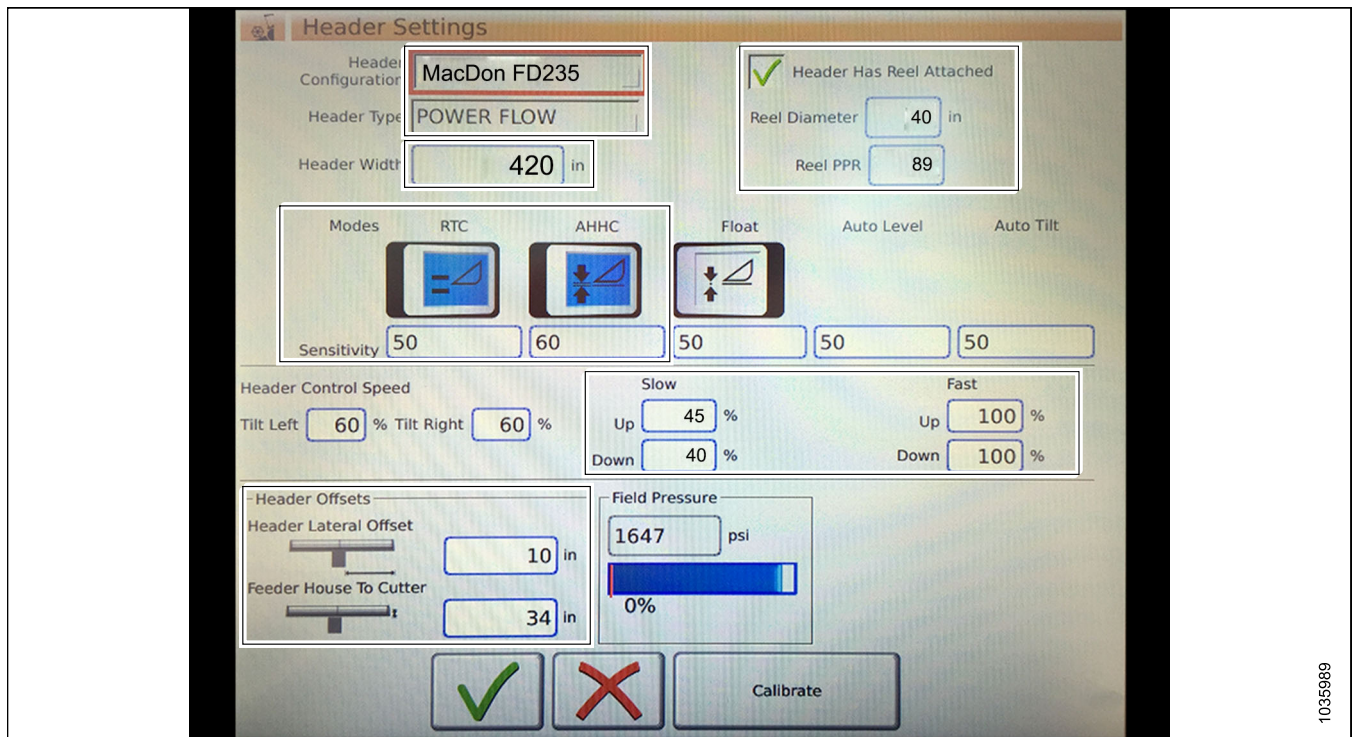 Header Settings
Header Configuration MacDon FD235
Header Type POWER FLOW
Header Width 420 in
Header Has Reel Attached
Reel Diameter 40 in
Reel PPR 89
Modes RTC AHHC Float Auto Level Auto Tilt
Sensitivity 50 60 50 50 50
Header Control Speed
Tilt Left 60 % Tilt Right 60 %
Slow Fast
Up 45 % Up 100 %
Down 40 % Down 100 %
Header Offsets
Header Lateral Offset
10 in
Feeder House To Cutter
34 in
Field Pressure
1647 psi
0%
Calibrate
1035989